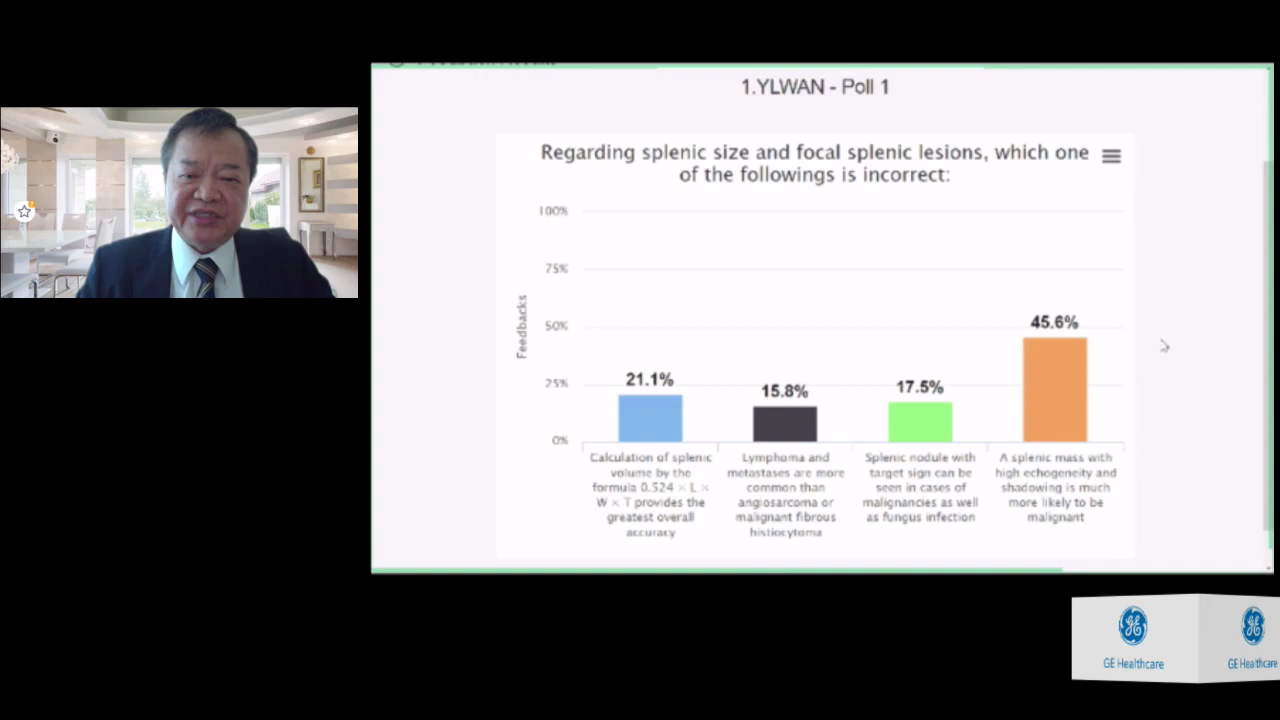 1.YLWAN - Poll 1
Regarding splenic size and focal splenic lesions, which one
of the followings is incorrect:
100%
75%
50%
25%
0%
Feedbacks
21.1%
15.8%
17.5%
45.6%
Calculation of splenic
volume by the
formula 0.524 × L ×
W × T provides the
greatest overall
accuracy
Lymphoma and
metastases are more
common than
angiosarcoma or
malignant fibrous
histiocytoma
Splenic nodule with
target sign can be
seen in cases of
malignancies as well
as fungus infection
A splenic mass with
high echogeneity and
shadowing is much
more likely to be
malignant
GE Healthcare
GE Healthcare